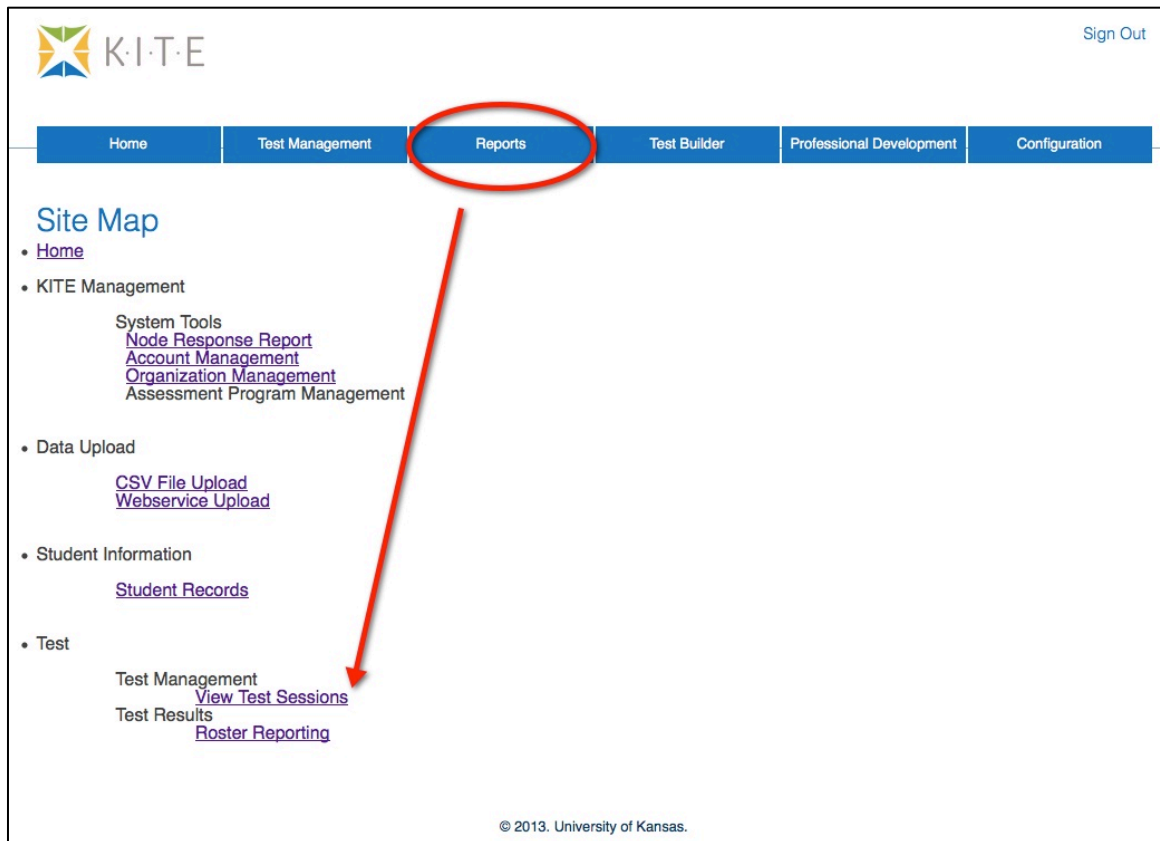 K·I·T·E
Sign Out
Home Test Management Reports Test Builder Professional Development Configuration
Site Map
• Home
• KITE Management
System Tools
Node Response Report
Account Management
Organization Management
Assessment Program Management
• Data Upload
CSV File Upload
Webservice Upload
• Student Information
Student Records
• Test
Test Management
View Test Sessions
Test Results
Roster Reporting
© 2013. University of Kansas.